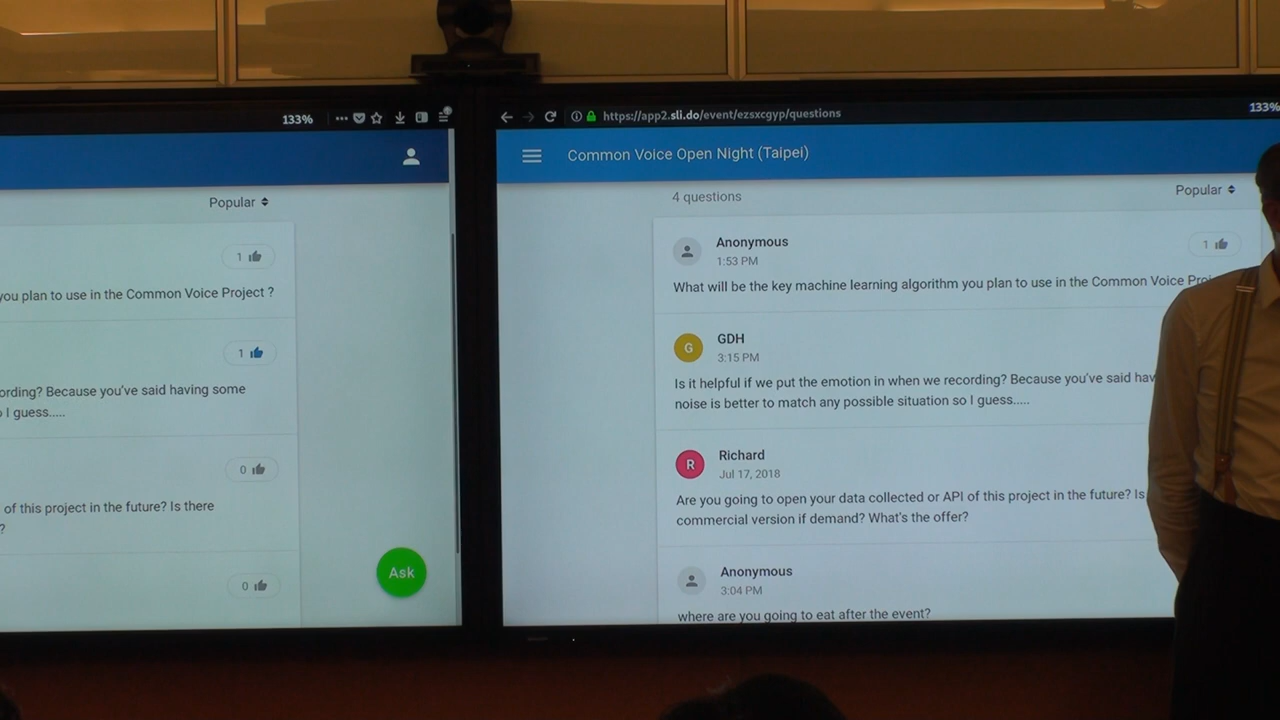 133%
Popular
1
you plan to use in the Common Voice Project ?
1
ording? Because you've said having some
o I guess.....
0
of this project in the future? Is there
?
0
Ask
https://app2.sli.do/event/ezsxcgyp/questions
133%
Common Voice Open Night (Taipei)
4 questions
Popular
Anonymous
1:53 PM
1
What will be the key machine learning algorithm you plan to use in the Common Voice Pro
G
GDH
3:15 PM
Is it helpful if we put the emotion in when we recording? Because you've said hav
noise is better to match any possible situation so I guess.....
R
Richard
Jul 17, 2018
Are you going to open your data collected or API of this project in the future? Is
commercial version if demand? What's the offer?
Anonymous
3:04 PM
where are you going to eat after the event?